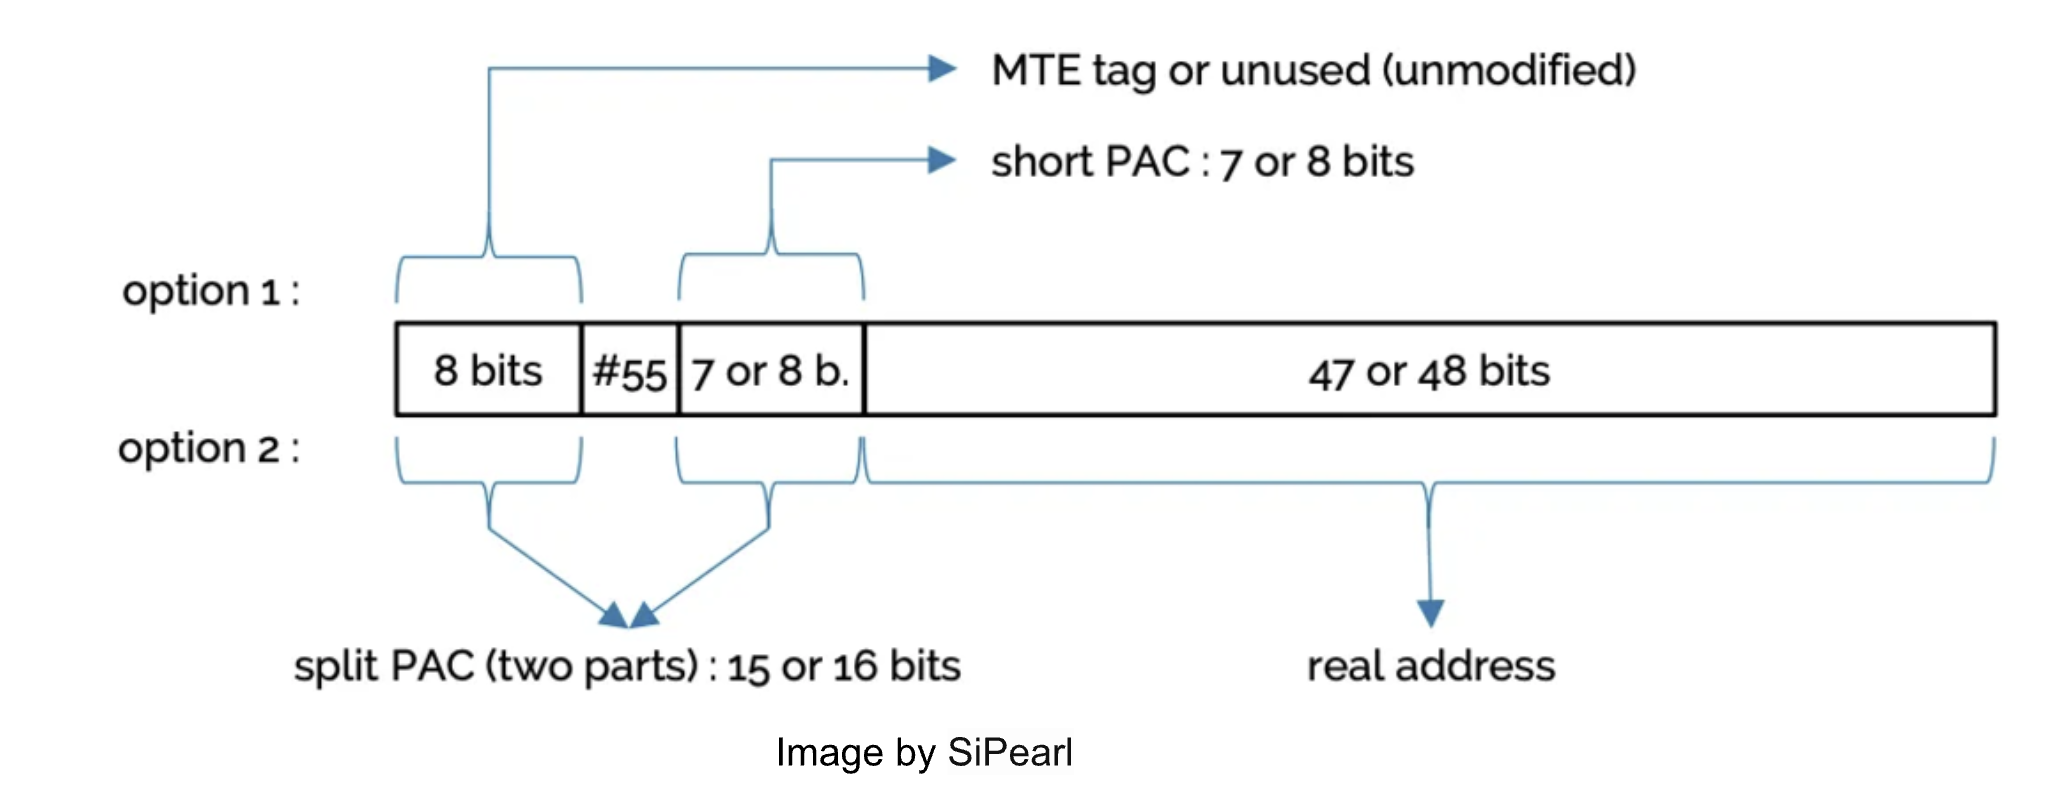 MTE tag or unused (unmodified)
short PAC : 7 or 8 bits
option 1 :
8 bits
#55
7 or 8 b.
47 or 48 bits
option 2 :
split PAC (two parts) : 15 or 16 bits
real address
Image by SiPearl